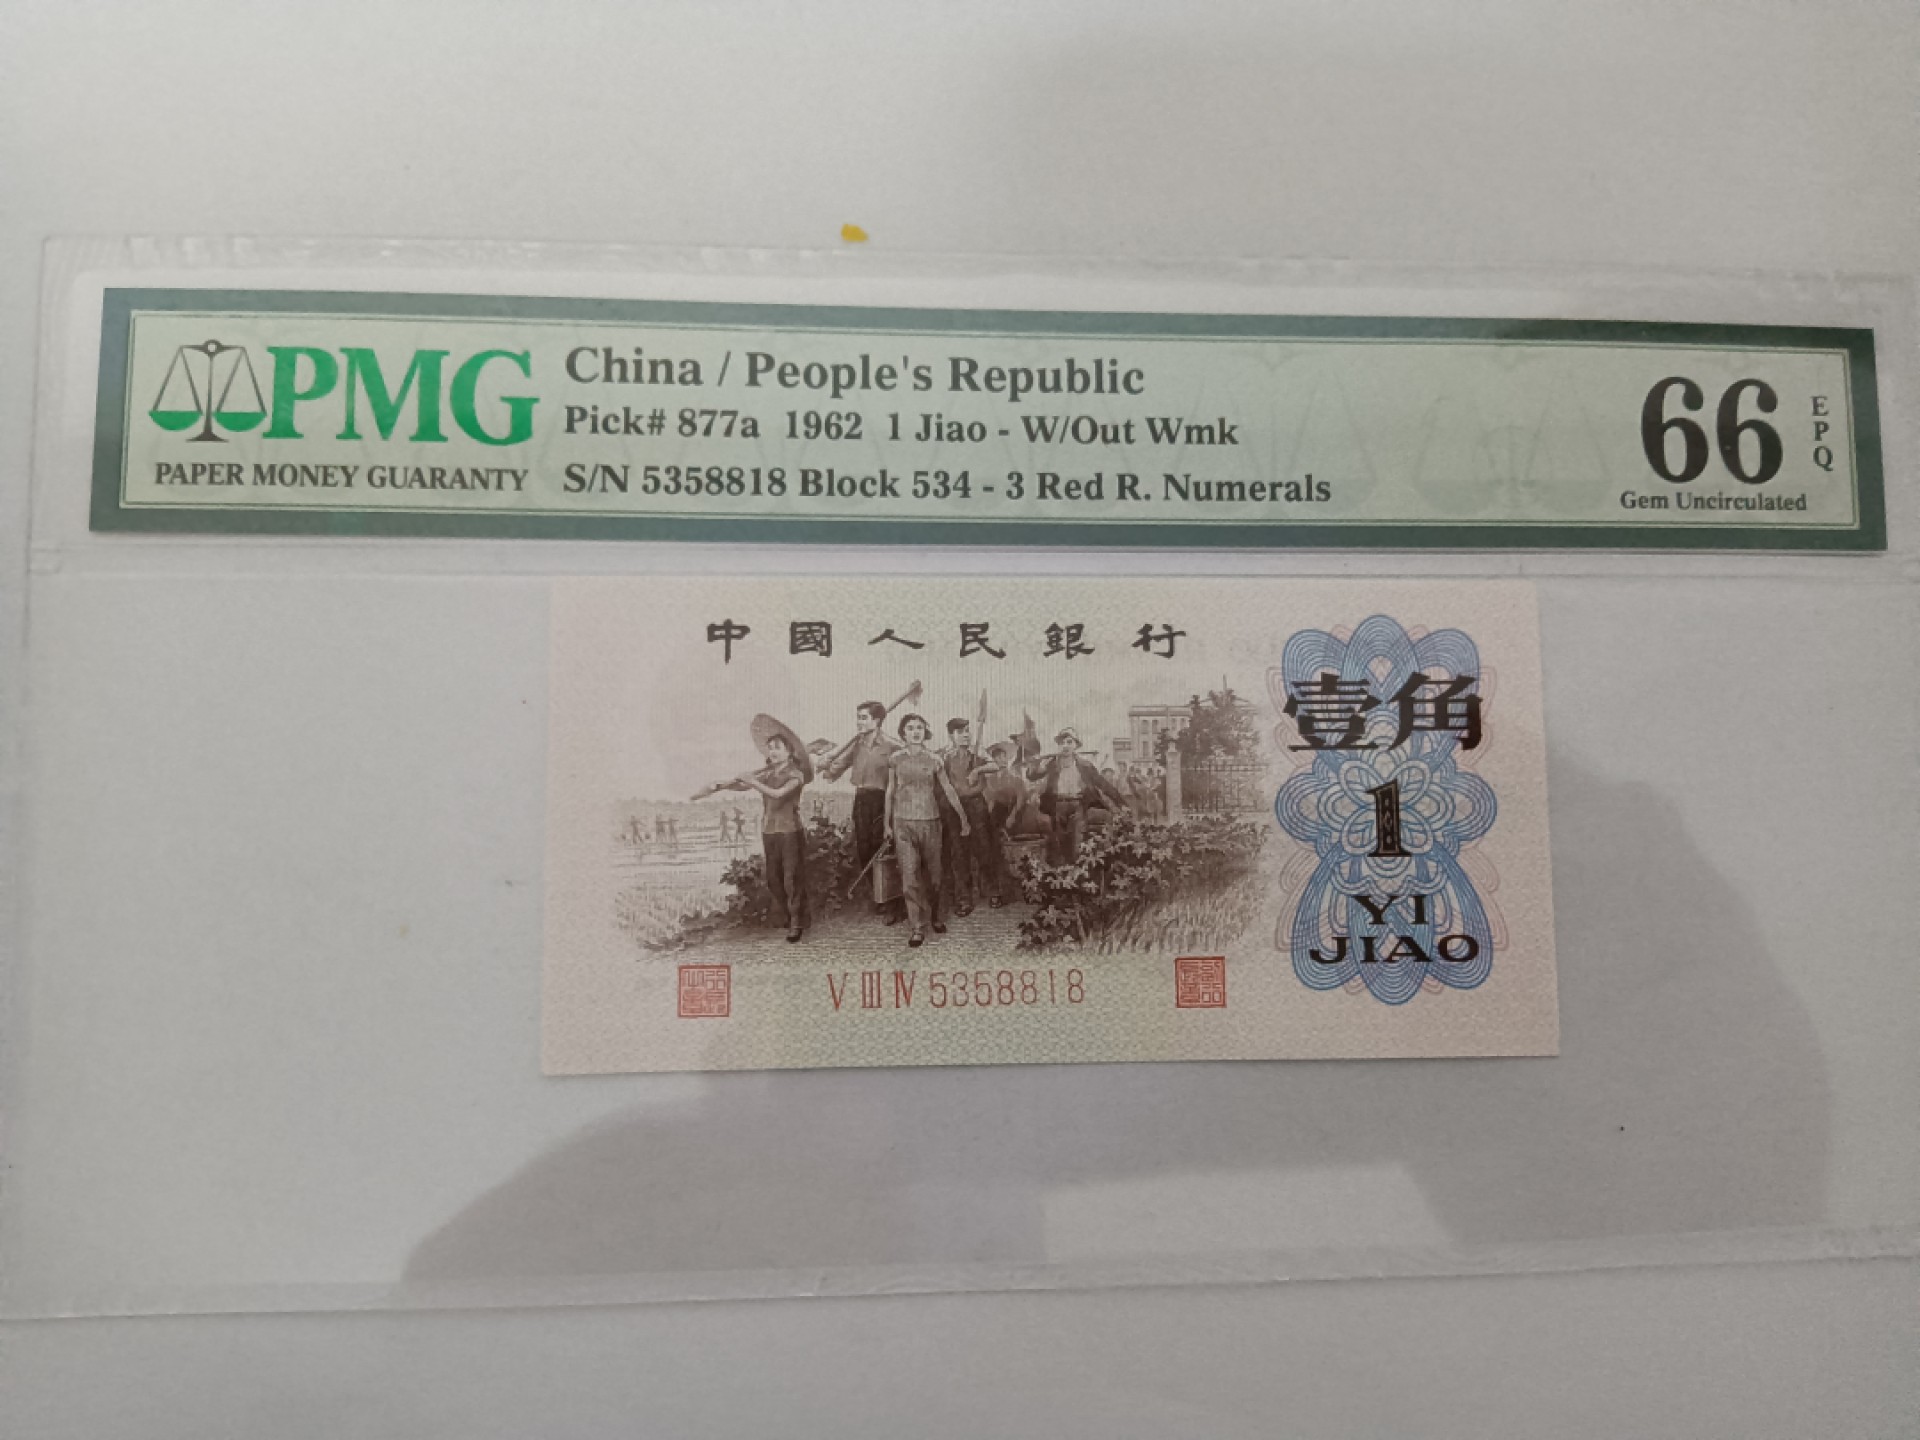 PMG
PAPER MONEY GUARANTY
China / People's Republic
Pick# 877a 1962 1 Jiao - W/Out Wmk
S/N 5358818 Block 534 - 3 Red R. Numerals
66
EPQ
Gem Uncirculated
中國人民銀行
壹角
1
YI
JIAO
V III IV 5358818